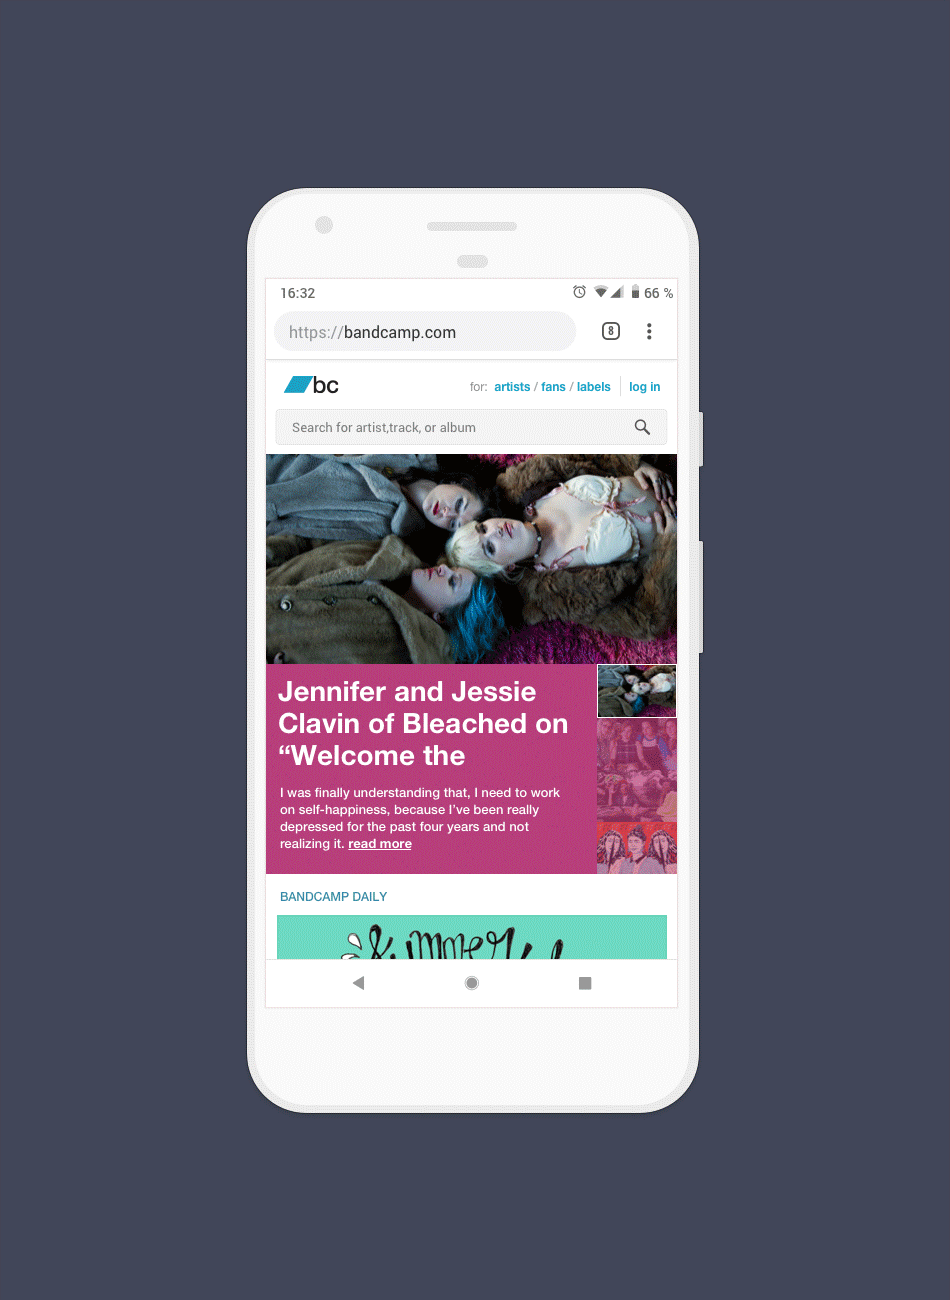 16:32
66 %
https://bandcamp.com
8
bc
for: artists / fans / labels
log in
Search for artist,track, or album
Jennifer and Jessie
Clavin of Bleached on
“Welcome the
I was finally understanding that, I need to work
on self-happiness, because I’ve been really
depressed for the past four years and not
realizing it. read more
BANDCAMP DAILY